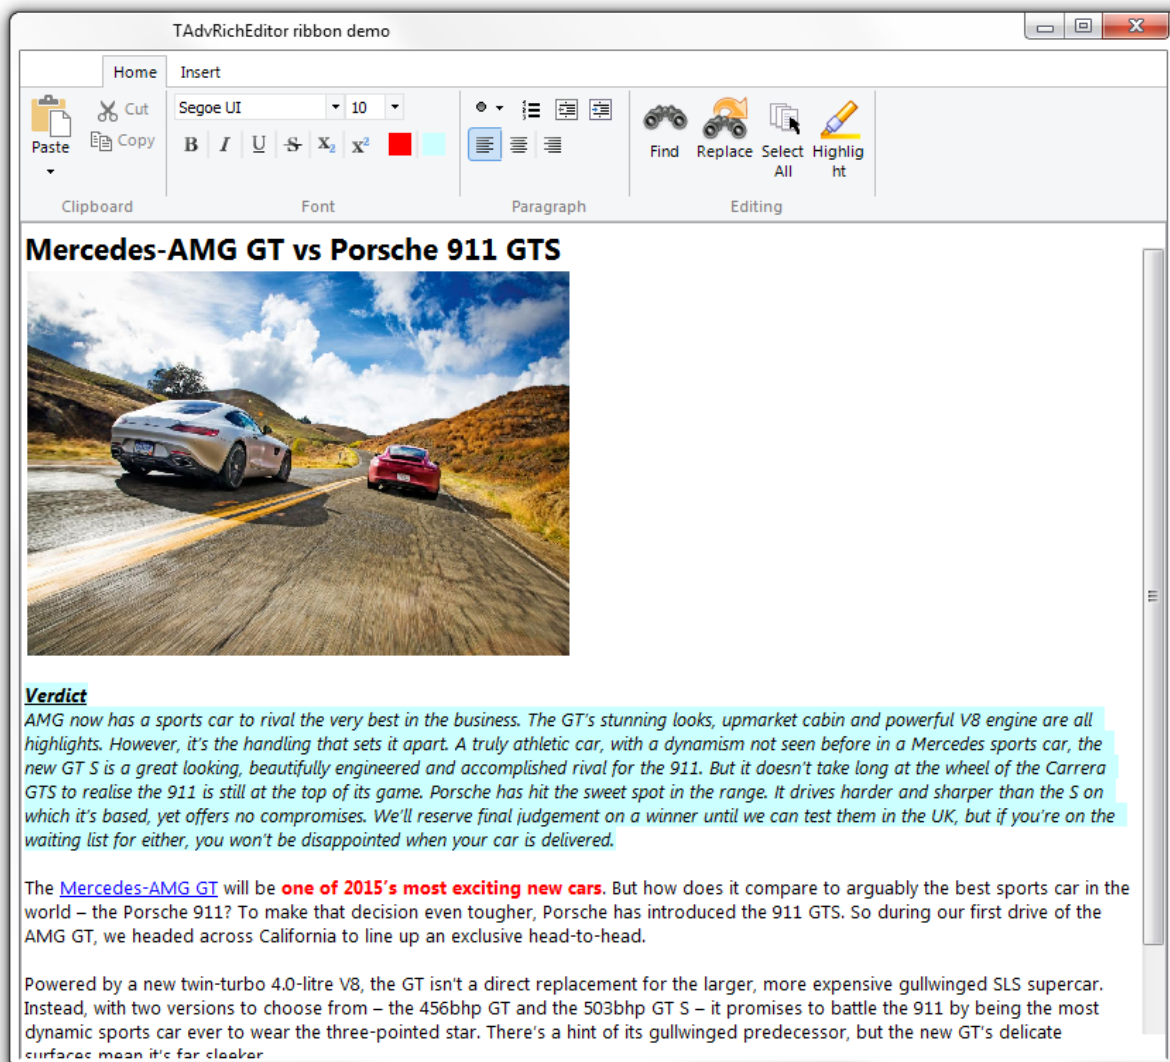 TAdvRichEditor ribbon demo
Home Insert
Paste
Cut
Copy
Clipboard
Segoe UI 10
B I U S X₂ X²
Font
Paragraph
Find
Replace
Select
All
Highlig
ht
Editing
Mercedes-AMG GT vs Porsche 911 GTS
Verdict
AMG now has a sports car to rival the very best in the business. The GT's stunning looks, upmarket cabin and powerful V8 engine are all
highlights. However, it's the handling that sets it apart. A truly athletic car, with a dynamism not seen before in a Mercedes sports car, the
new GT S is a great looking, beautifully engineered and accomplished rival for the 911. But it doesn't take long at the wheel of the Carrera
GTS to realise the 911 is still at the top of its game. Porsche has hit the sweet spot in the range. It drives harder and sharper than the S on
which it's based, yet offers no compromises. We'll reserve final judgement on a winner until we can test them in the UK, but if you're on the
waiting list for either, you won't be disappointed when your car is delivered.
The Mercedes-AMG GT will be one of 2015's most exciting new cars. But how does it compare to arguably the best sports car in the
world – the Porsche 911? To make that decision even tougher, Porsche has introduced the 911 GTS. So during our first drive of the
AMG GT, we headed across California to line up an exclusive head-to-head.
Powered by a new twin-turbo 4.0-litre V8, the GT isn't a direct replacement for the larger, more expensive gullwinged SLS supercar.
Instead, with two versions to choose from – the 456bhp GT and the 503bhp GT S – it promises to battle the 911 by being the most
dynamic sports car ever to wear the three-pointed star. There's a hint of its gullwinged predecessor, but the new GT's delicate
surfaces mean it's far sleeker